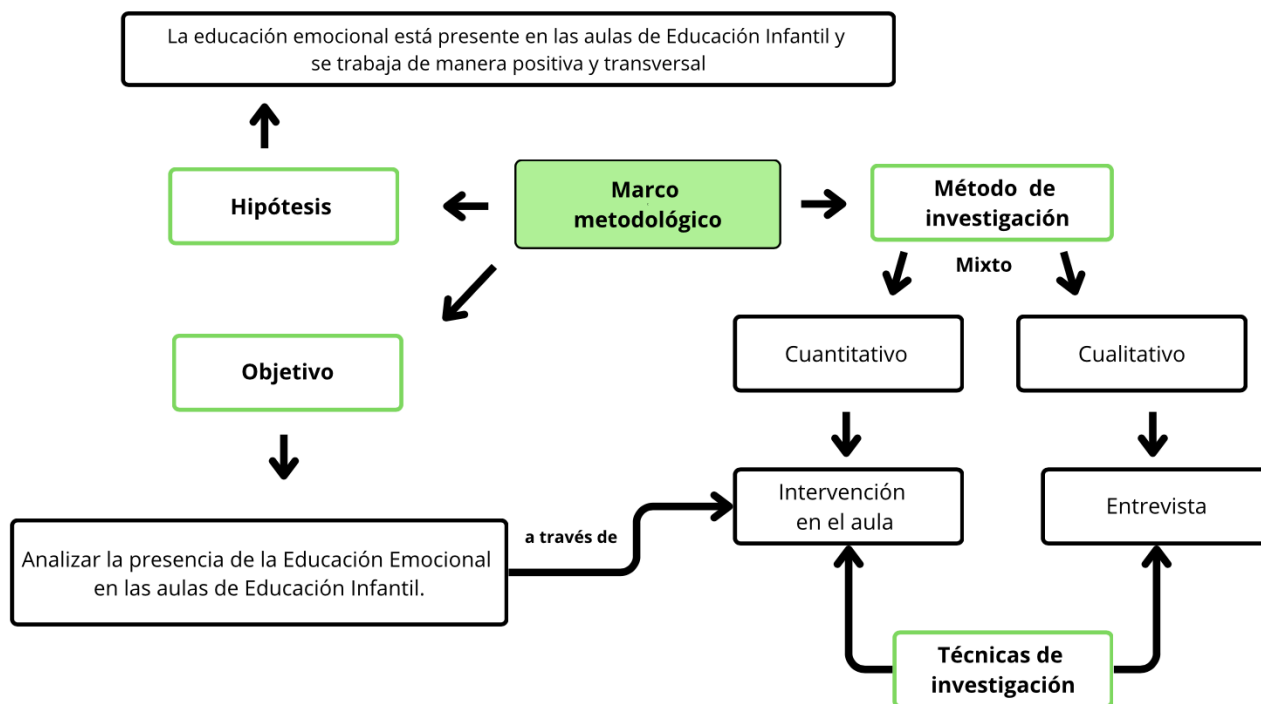 La educación emocional está presente en las aulas de Educación Infantil y
se trabaja de manera positiva y transversal
Hipótesis
Marco
metodológico
Método de
investigación
Mixto
Objetivo
Cuantitativo
Cualitativo
Analizar la presencia de la Educación Emocional
en las aulas de Educación Infantil.
a través de
Intervención
en el aula
Entrevista
Técnicas de
investigación